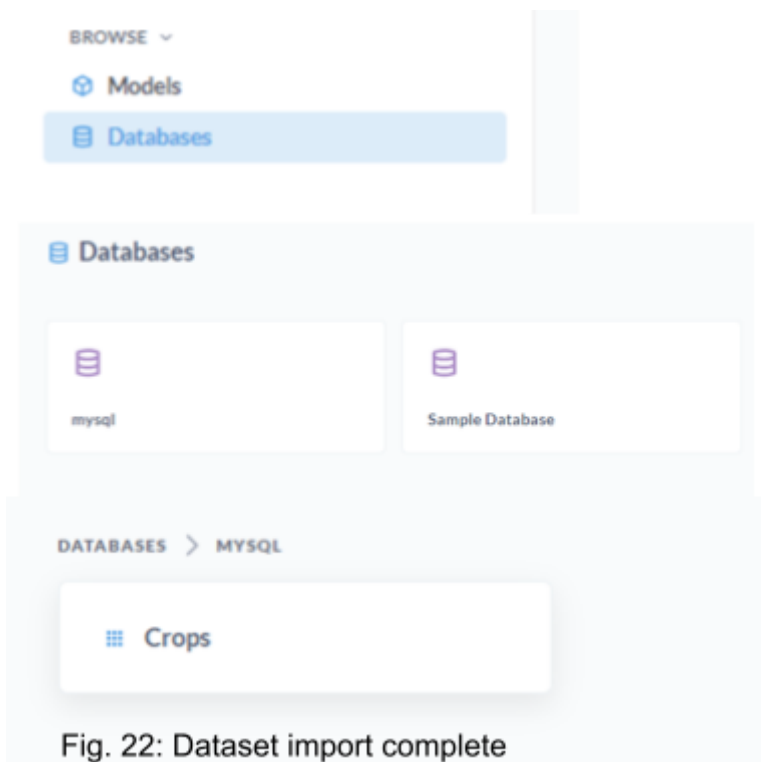 BROWSE
Models
Databases
Databases
mysql
Sample Database
DATABASES > MYSQL
Crops
Fig. 22: Dataset import complete